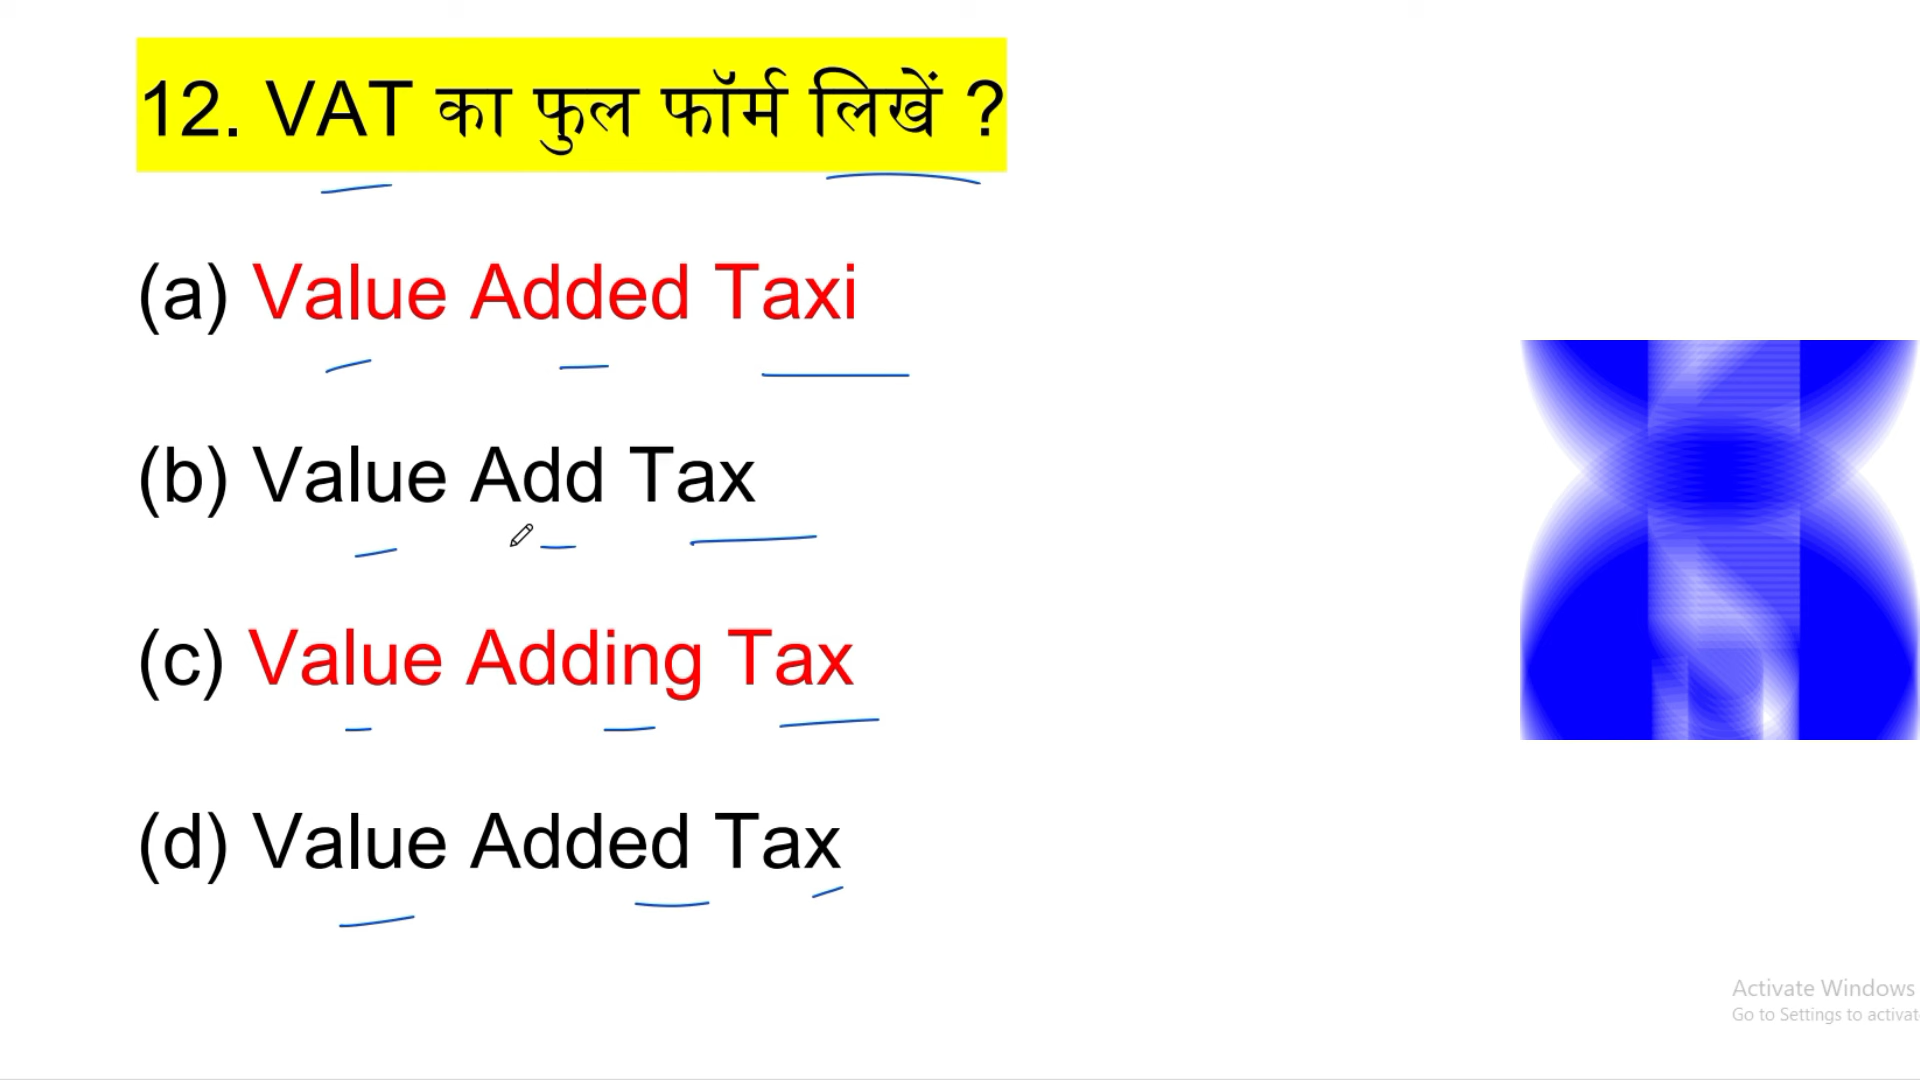 12. VAT का फुल फॉर्म लिखें ?
(a) Value Added Taxi
(b) Value Add Tax
(c) Value Adding Tax
(d) Value Added Tax
Activate Windows
Go to Settings to activat